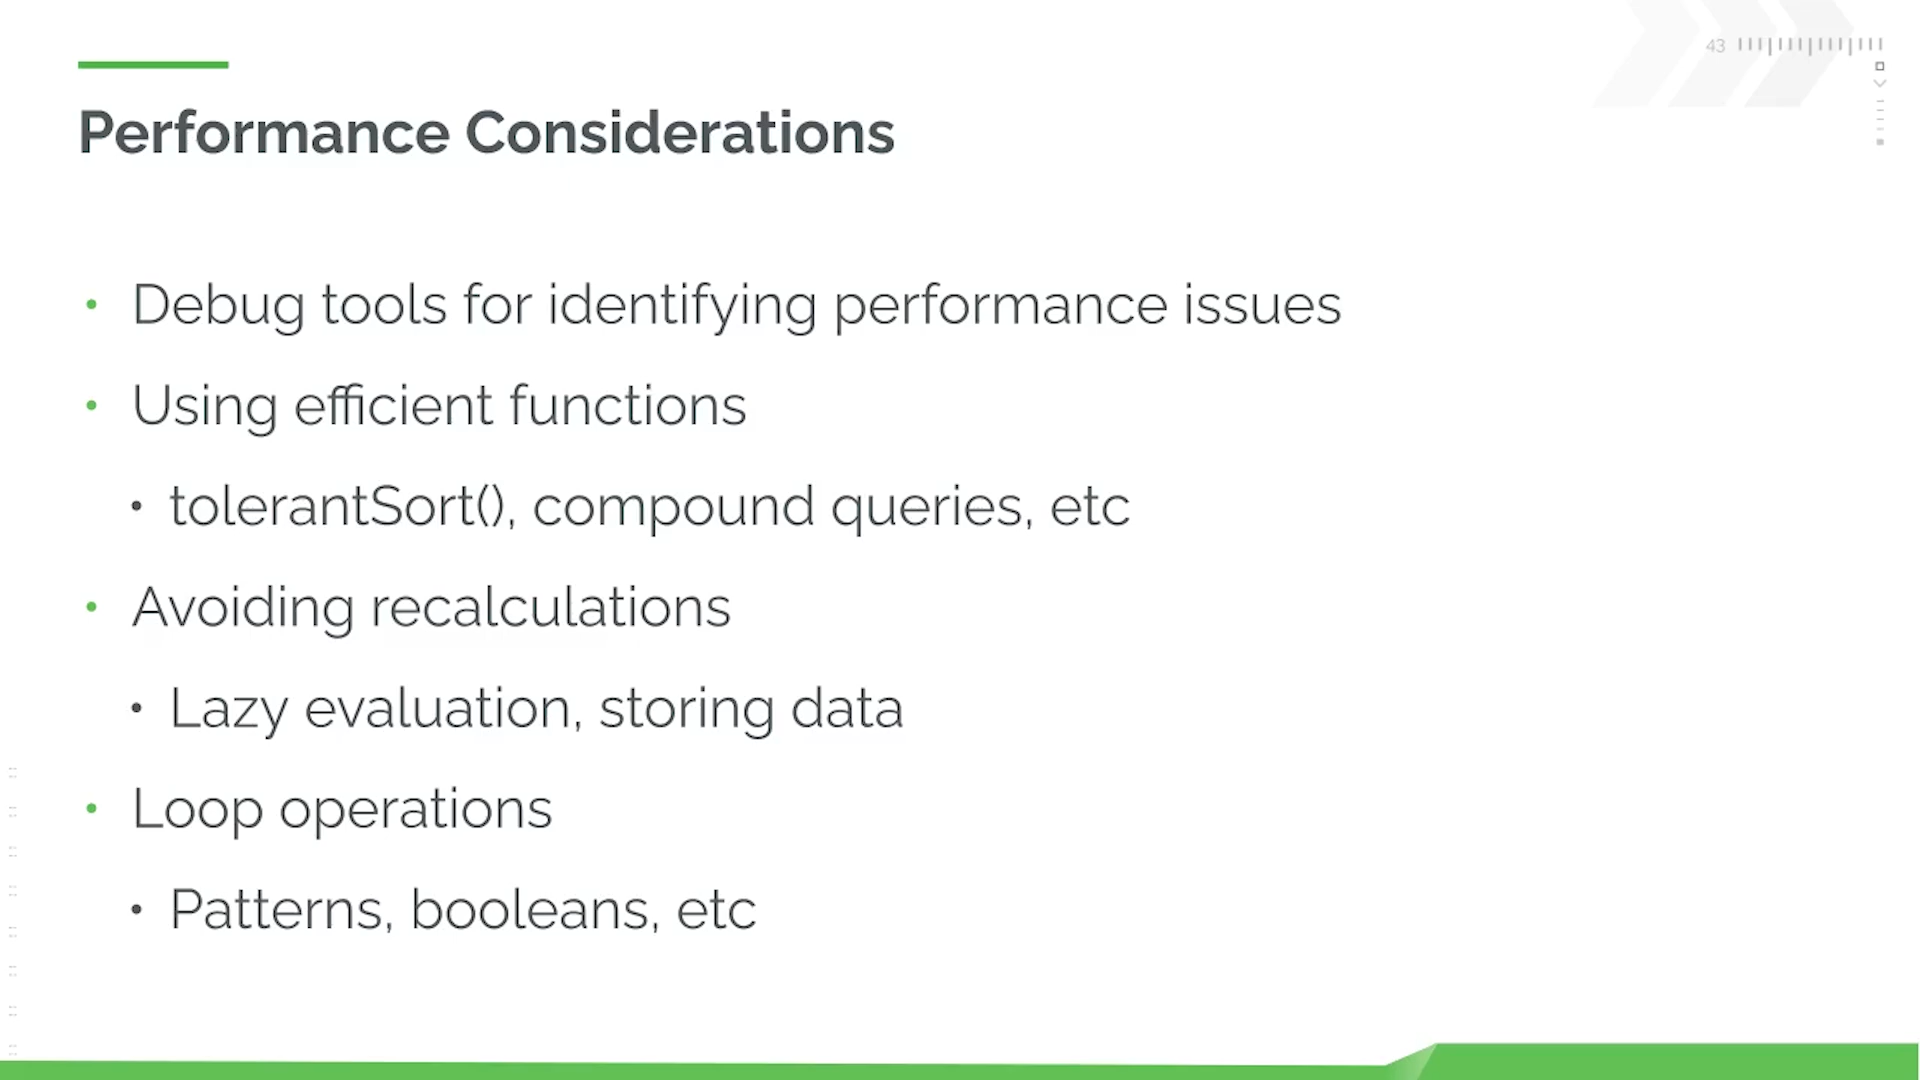 43
Performance Considerations
• Debug tools for identifying performance issues
• Using efficient functions
• tolerantSort(), compound queries, etc
• Avoiding recalculations
• Lazy evaluation, storing data
• Loop operations
• Patterns, booleans, etc